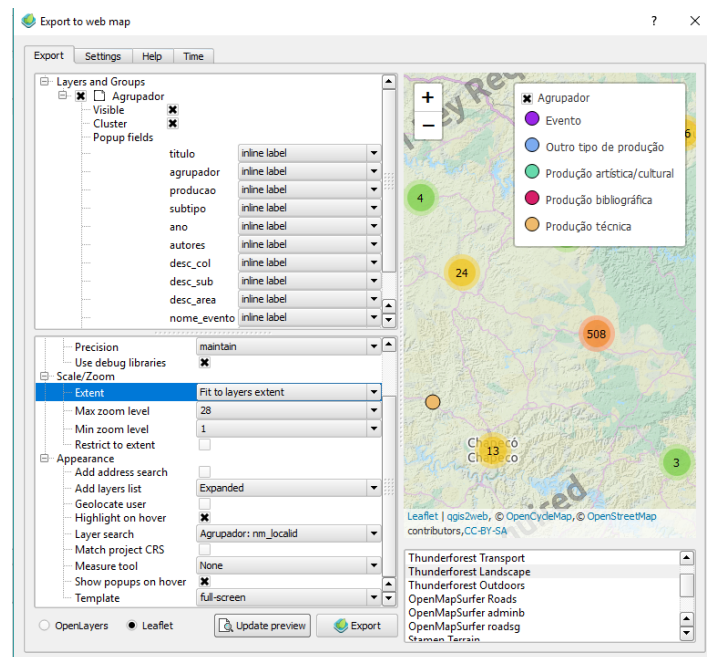 Export to web map
?
Export
Settings
Help
Time
Layers and Groups
Agrupador
Visible
Cluster
Popup fields
titulo inline label
agrupador inline label
producao inline label
subtipo inline label
ano inline label
autores inline label
desc_col inline label
desc_sub inline label
desc_area inline label
nome_evento inline label
Precision maintain
Use debug libraries
Scale/Zoom
Extent Fit to layers extent
Max zoom level 28
Min zoom level 1
Restrict to extent
Appearance
Add address search
Add layers list Expanded
Geolocate user
Highlight on hover
Layer search Agrupador: nm_localid
Match project CRS
Measure tool None
Show popups on hover
Template full-screen
OpenLayers
Leaflet
Update preview
Export
+
−
Agrupador
Evento
Outro tipo de produção
Produção artística/cultural
Produção bibliográfica
Produção técnica
6
4
24
508
Chapecó
Chapecó
13
3
Leaflet | qgis2web, © OpenCycleMap, © OpenStreetMap
contributors,CC-BY-SA
Thunderforest Transport
Thunderforest Landscape
Thunderforest Outdoors
OpenMapSurfer Roads
OpenMapSurfer adminb
OpenMapSurfer roadsg
Stamen Terrain